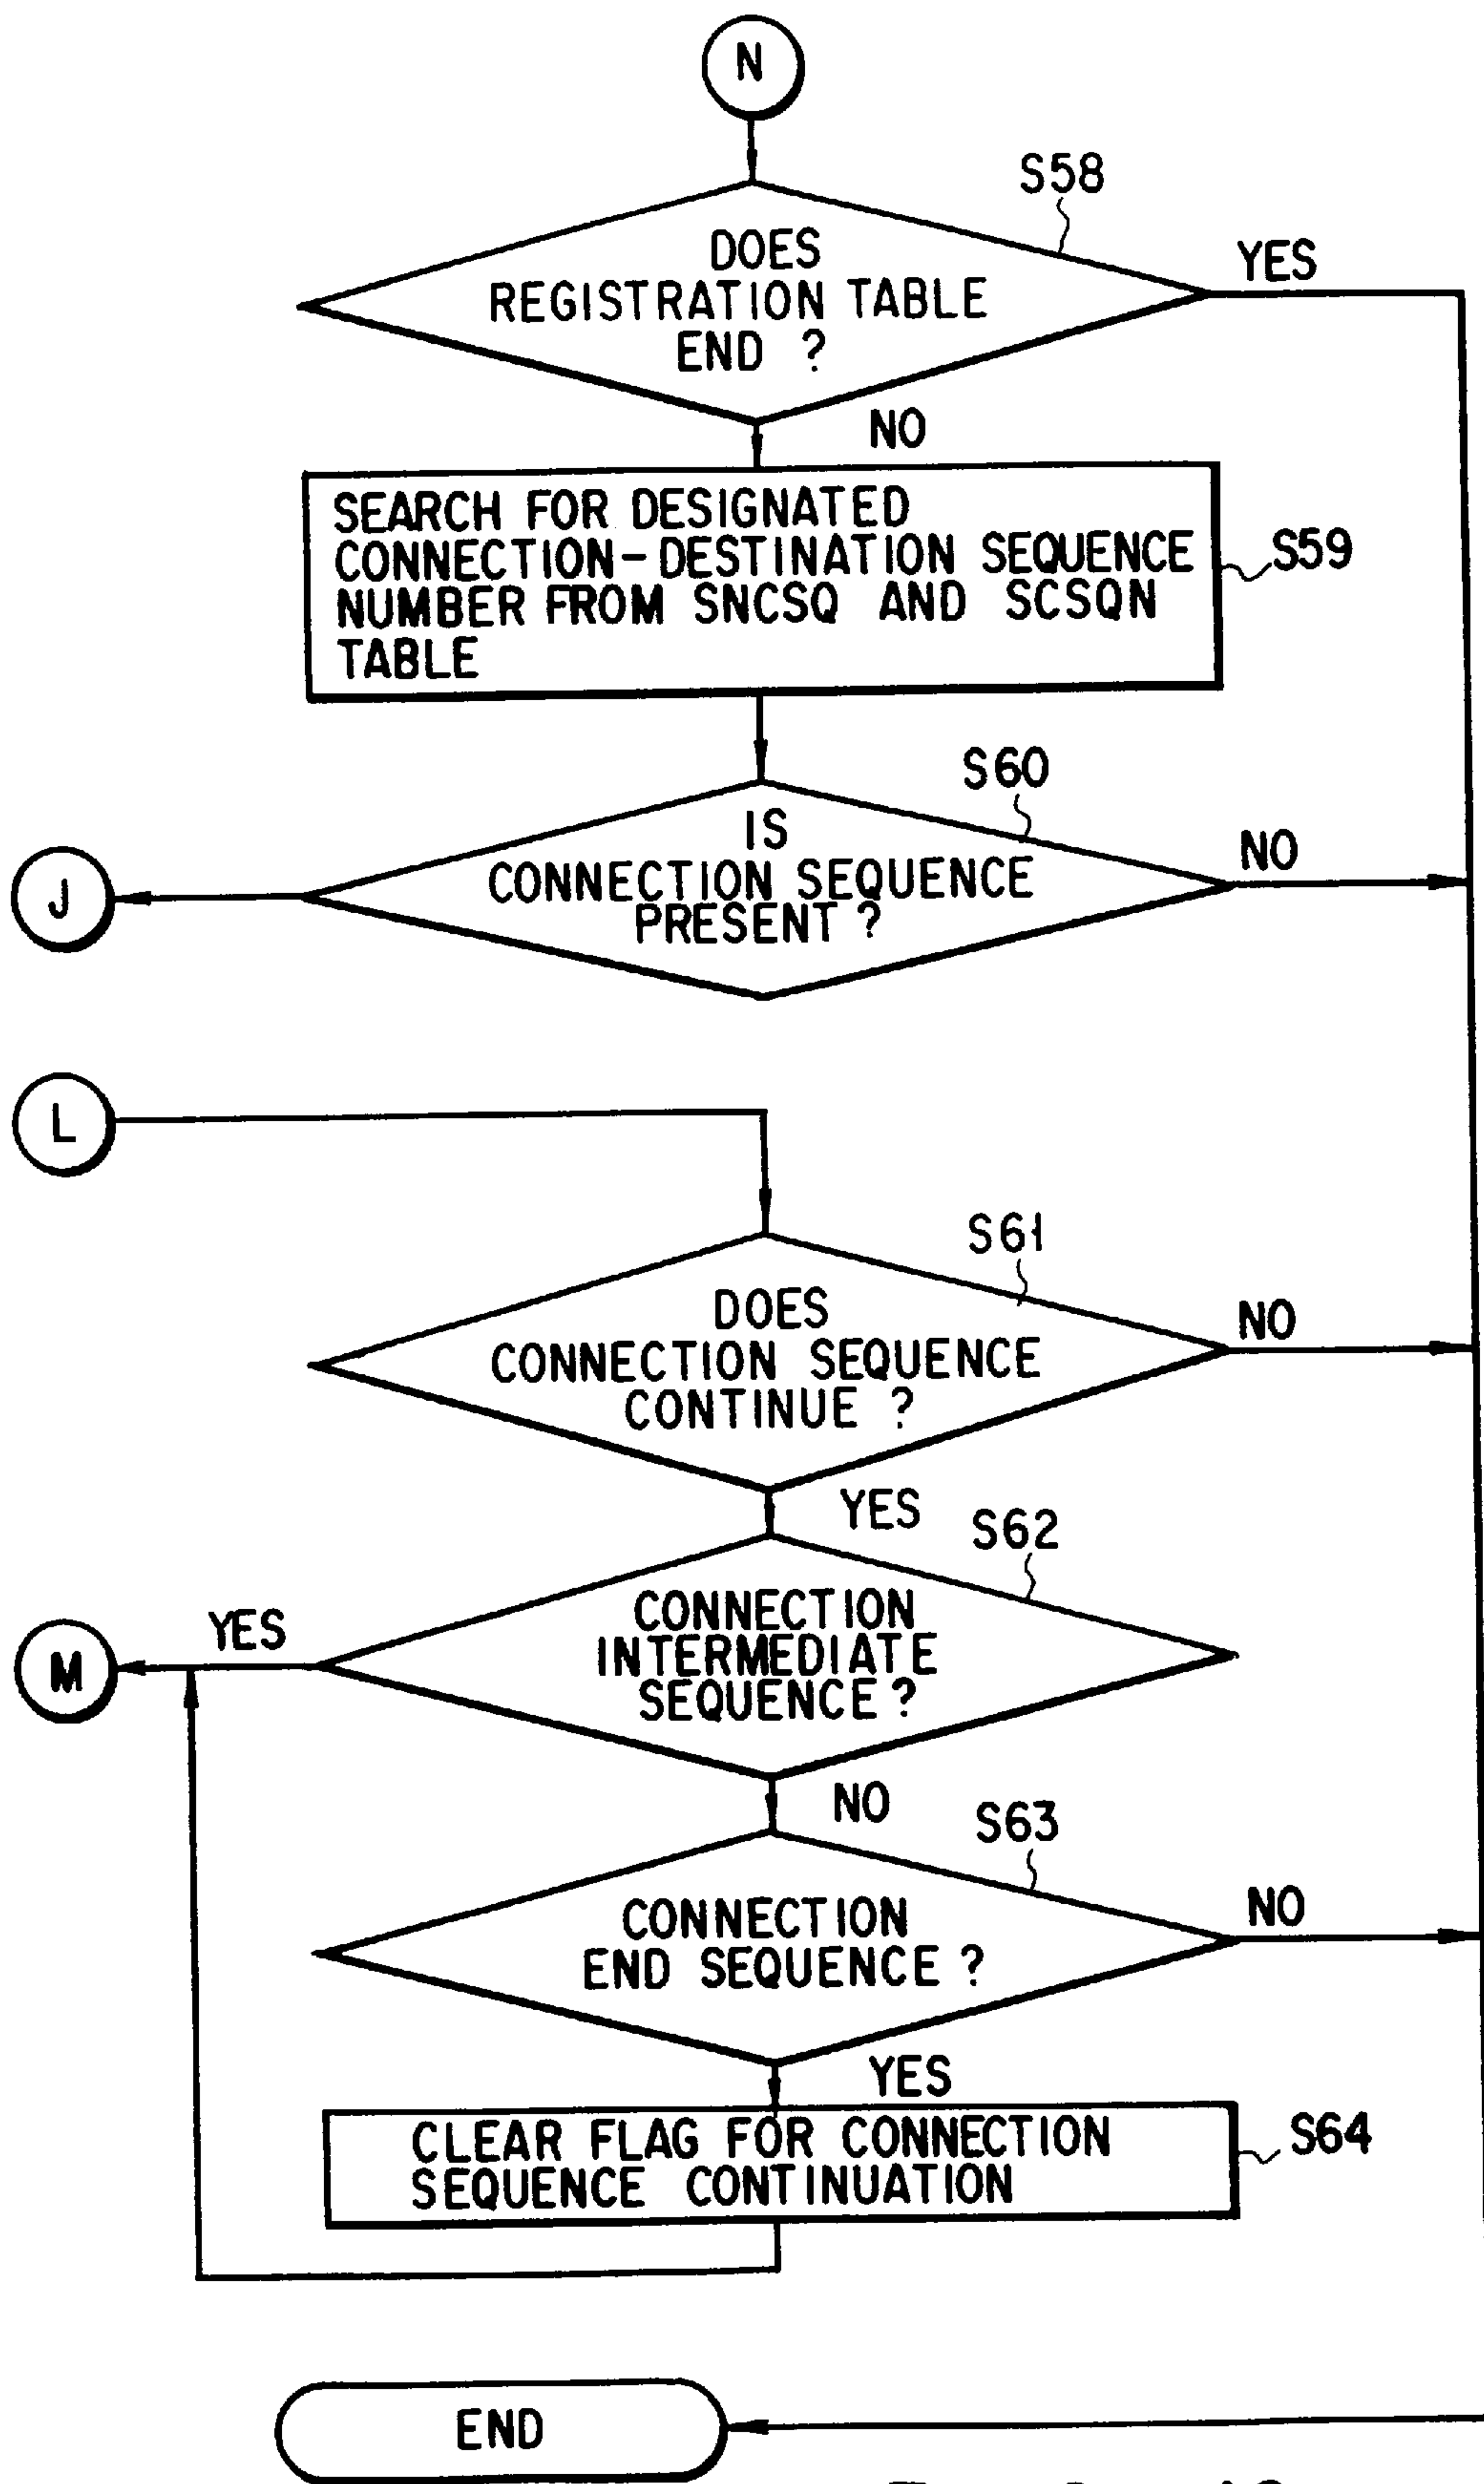 N
S58
DOES
REGISTRATION TABLE
END ?
YES
NO
SEARCH FOR DESIGNATED
CONNECTION-DESTINATION SEQUENCE
NUMBER FROM SNCSQ AND SCSQN
TABLE
S59
S60
IS
CONNECTION SEQUENCE
PRESENT ?
NO
J
L
S61
DOES
CONNECTION SEQUENCE
CONTINUE ?
NO
YES
S62
CONNECTION
INTERMEDIATE
SEQUENCE ?
YES
M
NO
S63
CONNECTION
END SEQUENCE ?
NO
YES
CLEAR FLAG FOR CONNECTION
SEQUENCE CONTINUATION
S64
END